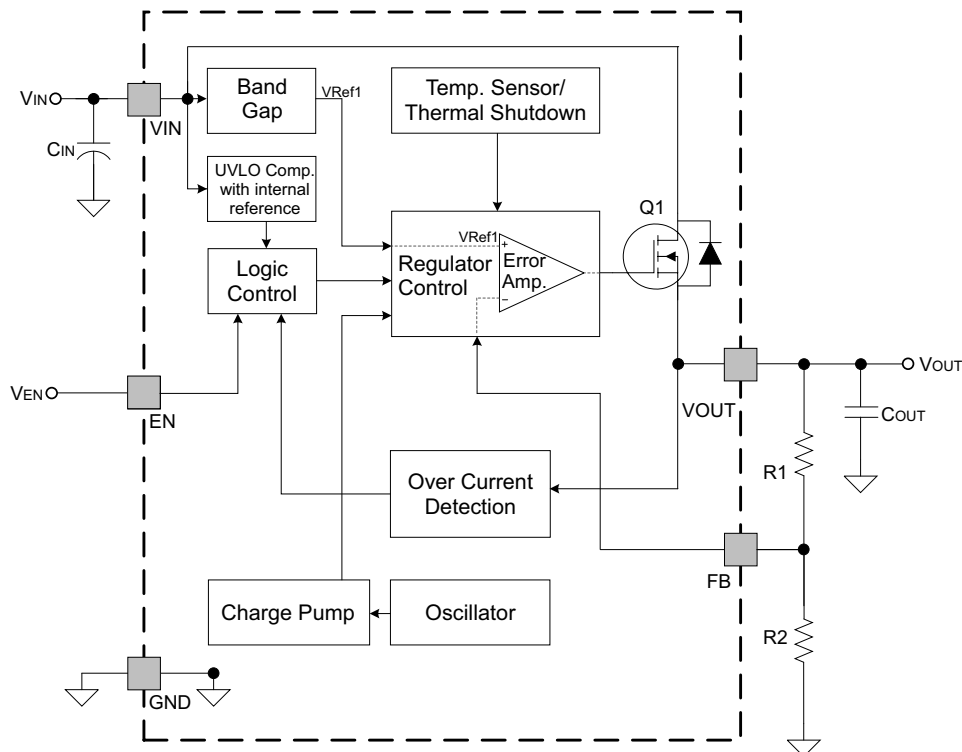 VIN
VIN
CIN
Band
Gap
VRef1
Temp. Sensor/
Thermal Shutdown
UVLO Comp.
with internal
reference
Q1
VRef1
+
Regulator
Control
Error
Amp.
−
Logic
Control
VEN
EN
VOUT
VOUT
COUT
R1
Over Current
Detection
FB
Charge Pump
Oscillator
R2
GND